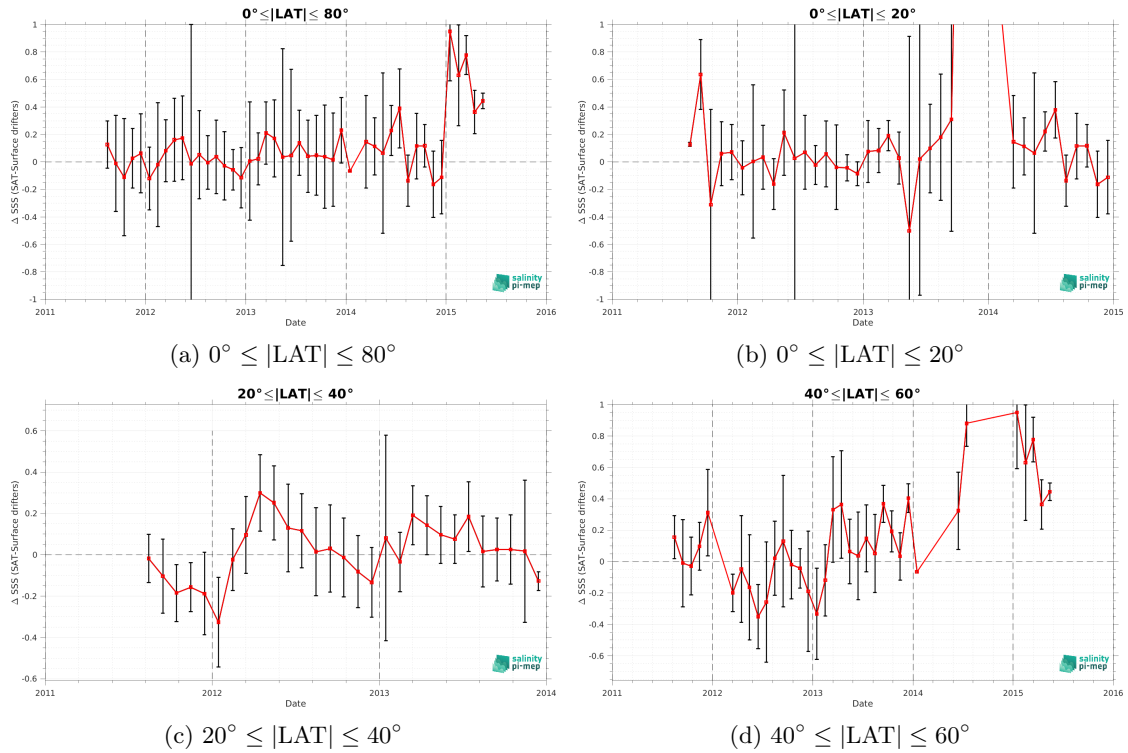 0°≤|LAT|≤ 80°
Δ SSS (SAT-Surface drifters)
1
0.8
0.6
0.4
0.2
0
-0.2
-0.4
-0.6
-0.8
-1
2011
2012
2013
2014
2015
2016
Date
salinity
pi-mep
(a) 0° ≤ |LAT| ≤ 80°
0°≤|LAT|≤ 20°
Δ SSS (SAT-Surface drifters)
1
0.8
0.6
0.4
0.2
0
-0.2
-0.4
-0.6
-0.8
-1
2011
2012
2013
2014
2015
Date
salinity
pi-mep
(b) 0° ≤ |LAT| ≤ 20°
20°≤|LAT|≤ 40°
Δ SSS (SAT-Surface drifters)
0.6
0.4
0.2
0
-0.2
-0.4
-0.6
2011
2012
2013
2014
Date
salinity
pi-mep
(c) 20° ≤ |LAT| ≤ 40°
40°≤|LAT|≤ 60°
Δ SSS (SAT-Surface drifters)
1
0.8
0.6
0.4
0.2
0
-0.2
-0.4
-0.6
2011
2012
2013
2014
2015
2016
Date
salinity
pi-mep
(d) 40° ≤ |LAT| ≤ 60°